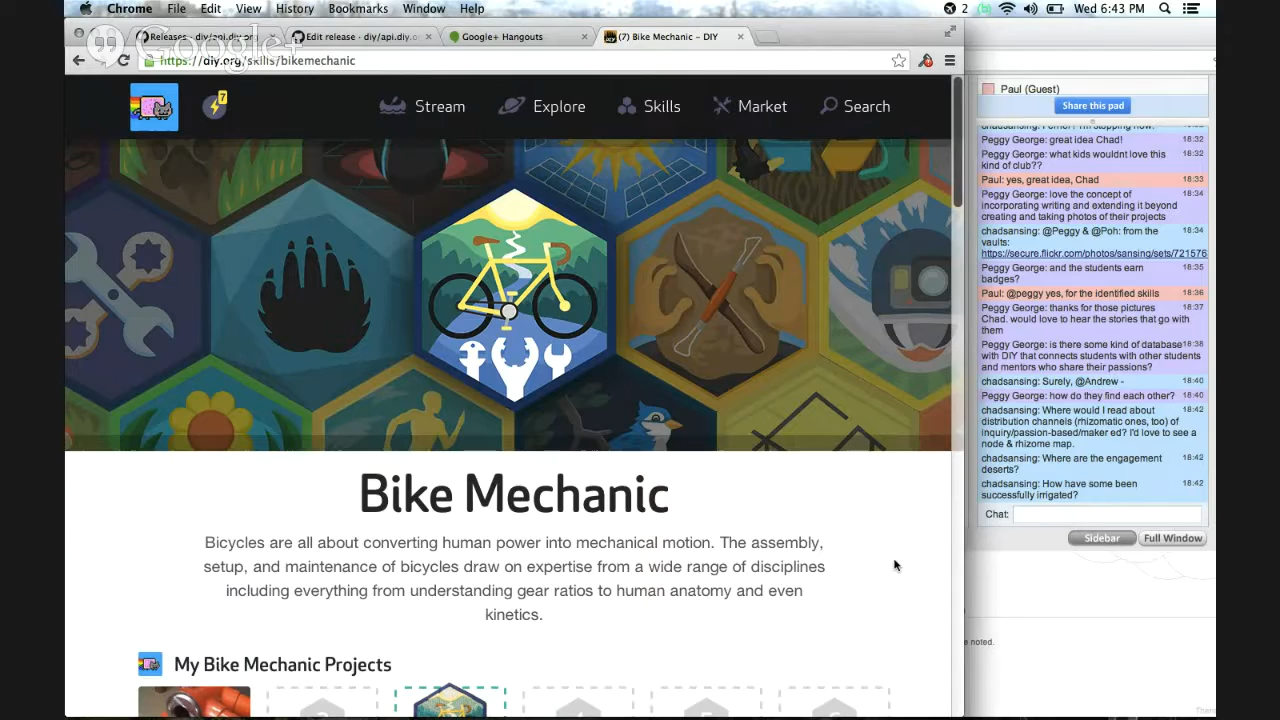 Chrome File Edit View History Bookmarks Window Help
2 Wed 6:43 PM
Releases · diy/api.diy.org
Edit release · diy/api.diy.o
Google+ Hangouts
(7) Bike Mechanic – DIY
Google+
https://diy.org/skills/bikemechanic
7
Stream
Explore
Skills
Market
Search
Bike Mechanic
Bicycles are all about converting human power into mechanical motion. The assembly,
setup, and maintenance of bicycles draw on expertise from a wide range of disciplines
including everything from understanding gear ratios to human anatomy and even
kinetics.
My Bike Mechanic Projects
Paul (Guest)
Share this pad
Peggy George: great idea Chad! 18:32
Peggy George: what kids wouldnt love this 18:32
kind of club??
Paul: yes, great idea, Chad 18:33
Peggy George: love the concept of 18:34
incorporating writing and extending it beyond
creating and taking photos of their projects
chadsansing: @Peggy & @Poh: from the 18:34
vaults:
https://secure.flickr.com/photos/sansing/sets/721576
Peggy George: and the students earn 18:35
badges?
Paul: @peggy yes, for the identified skills 18:36
Peggy George: thanks for those pictures 18:37
Chad. would love to hear the stories that go with
them
Peggy George: is there some kind of database 18:38
with DIY that connects students with other students
and mentors who share their passions?
chadsansing: Surely, @Andrew - 18:40
Peggy George: how do they find each other? 18:40
chadsansing: Where would I read about 18:42
distribution channels (rhizomatic ones, too) of
inquiry/passion-based/maker ed? I'd love to see a
node & rhizome map.
chadsansing: Where are the engagement 18:42
deserts?
chadsansing: How have some been 18:42
successfully irrigated?
Chat:
Sidebar
Full Window
e noted.